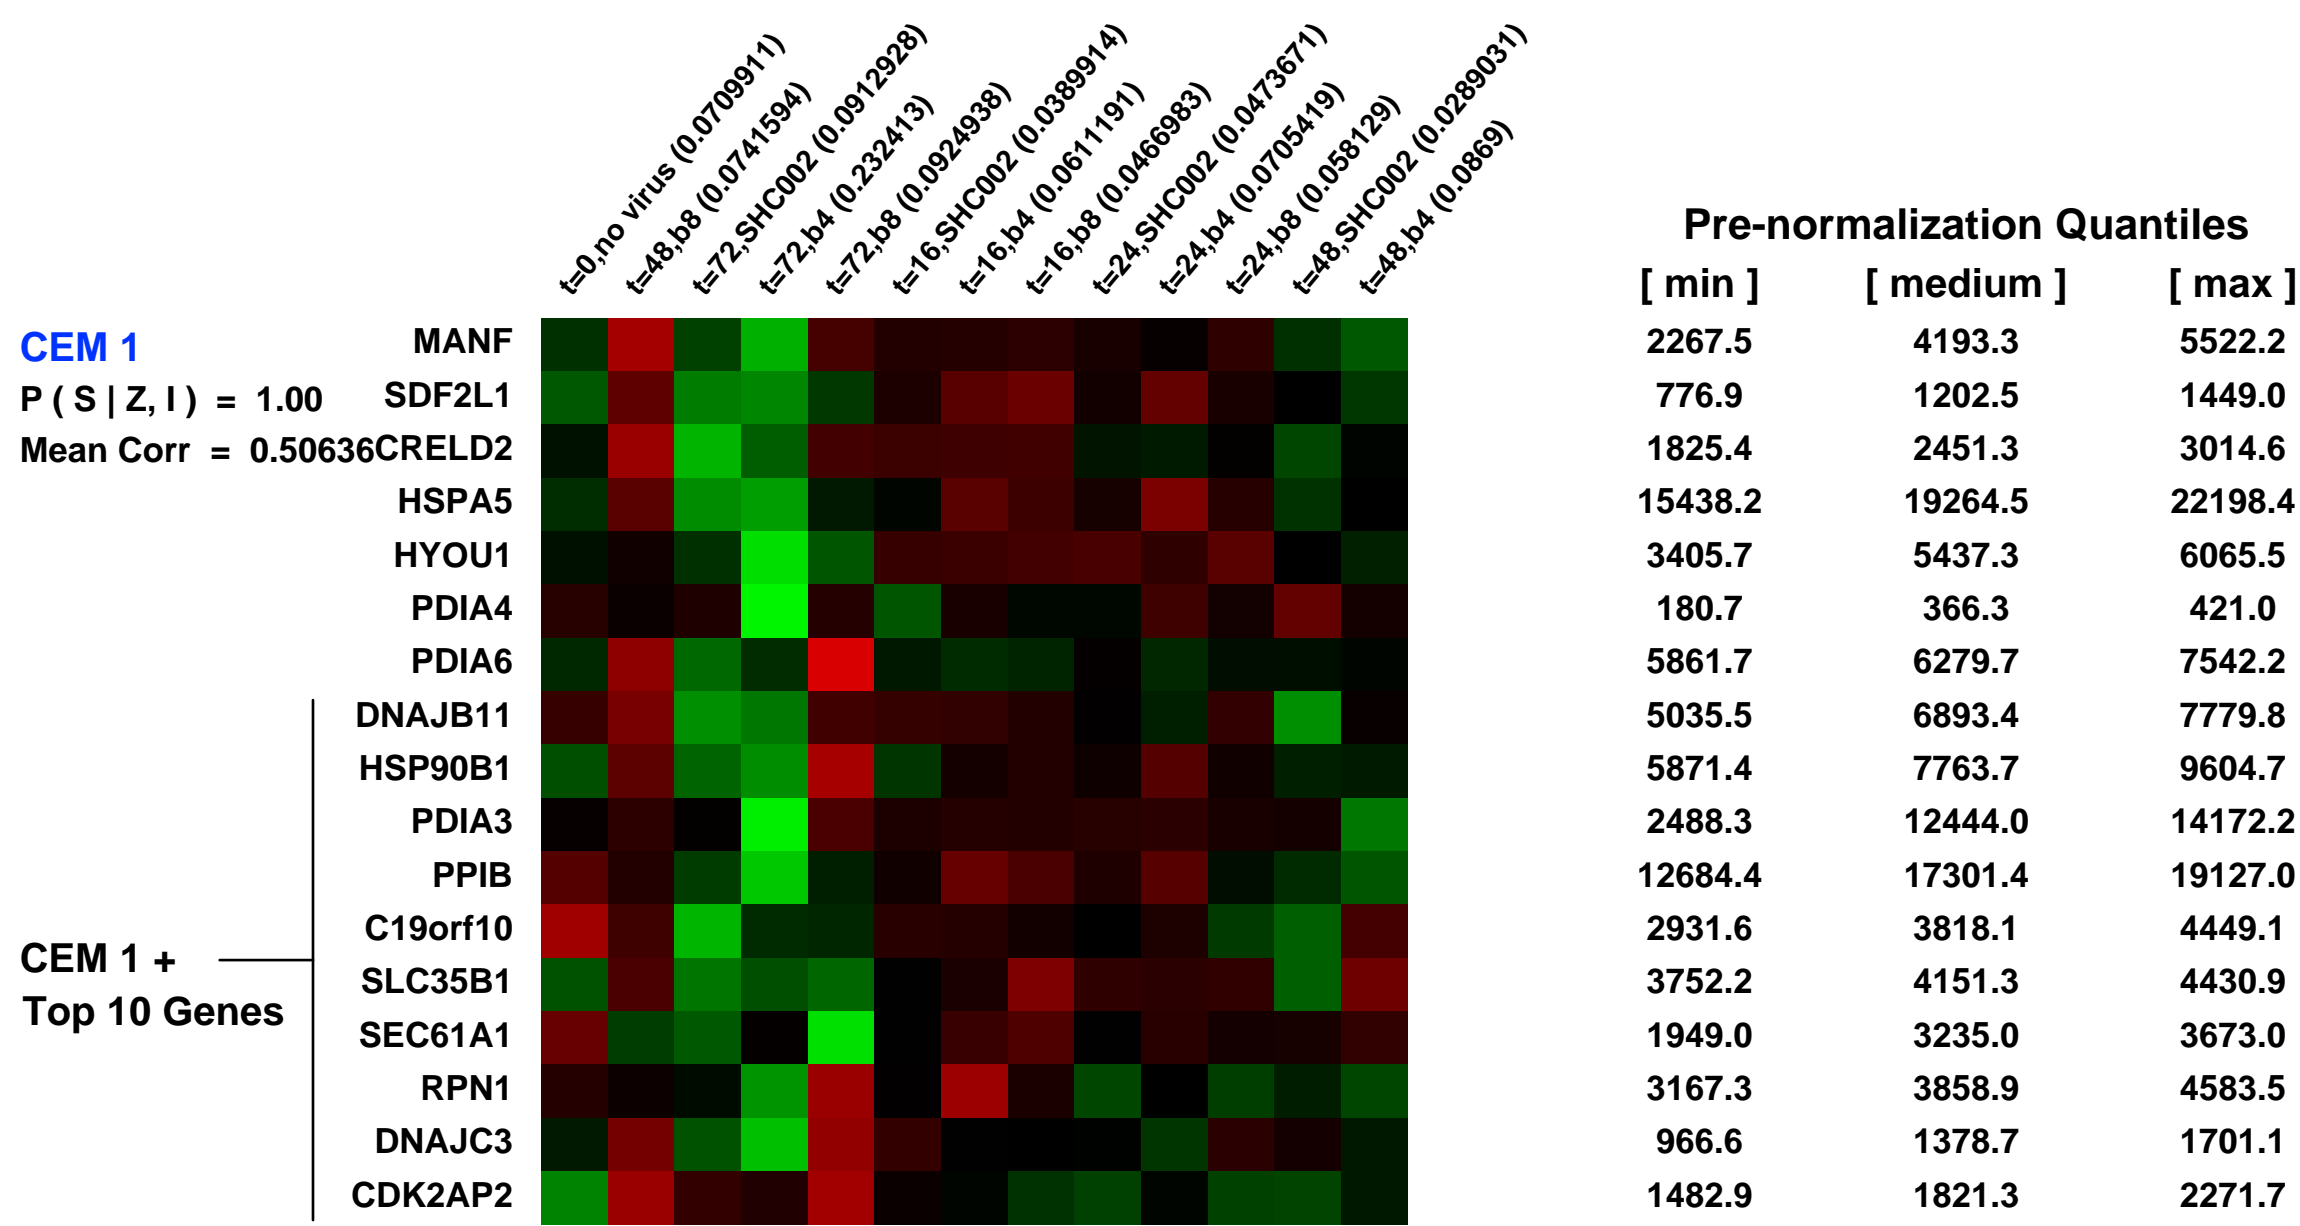 t=0,no virus (0.0709911)
t=48,b8 (0.0741594)
t=72,SHC002 (0.0912928)
t=72,b4 (0.232413)
t=72,b8 (0.0924938)
t=16,SHC002 (0.0389914)
t=16,b4 (0.0611191)
t=16,b8 (0.0466983)
t=24,SHC002 (0.0473671)
t=24,b4 (0.0705419)
t=24,b8 (0.058129)
t=48,SHC002 (0.0289031)
t=48,b4 (0.0869)
Pre-normalization Quantiles
[ min ] [ medium ] [ max ]
CEM 1 MANF 2267.5 4193.3 5522.2
P ( S | Z, I ) = 1.00 SDF2L1 776.9 1202.5 1449.0
Mean Corr = 0.50636 CRELD2 1825.4 2451.3 3014.6
HSPA5 15438.2 19264.5 22198.4
HYOU1 3405.7 5437.3 6065.5
PDIA4 180.7 366.3 421.0
PDIA6 5861.7 6279.7 7542.2
DNAJB11 5035.5 6893.4 7779.8
HSP90B1 5871.4 7763.7 9604.7
PDIA3 2488.3 12444.0 14172.2
PPIB 12684.4 17301.4 19127.0
C19orf10 2931.6 3818.1 4449.1
CEM 1 +
SLC35B1 3752.2 4151.3 4430.9
Top 10 Genes
SEC61A1 1949.0 3235.0 3673.0
RPN1 3167.3 3858.9 4583.5
DNAJC3 966.6 1378.7 1701.1
CDK2AP2 1482.9 1821.3 2271.7